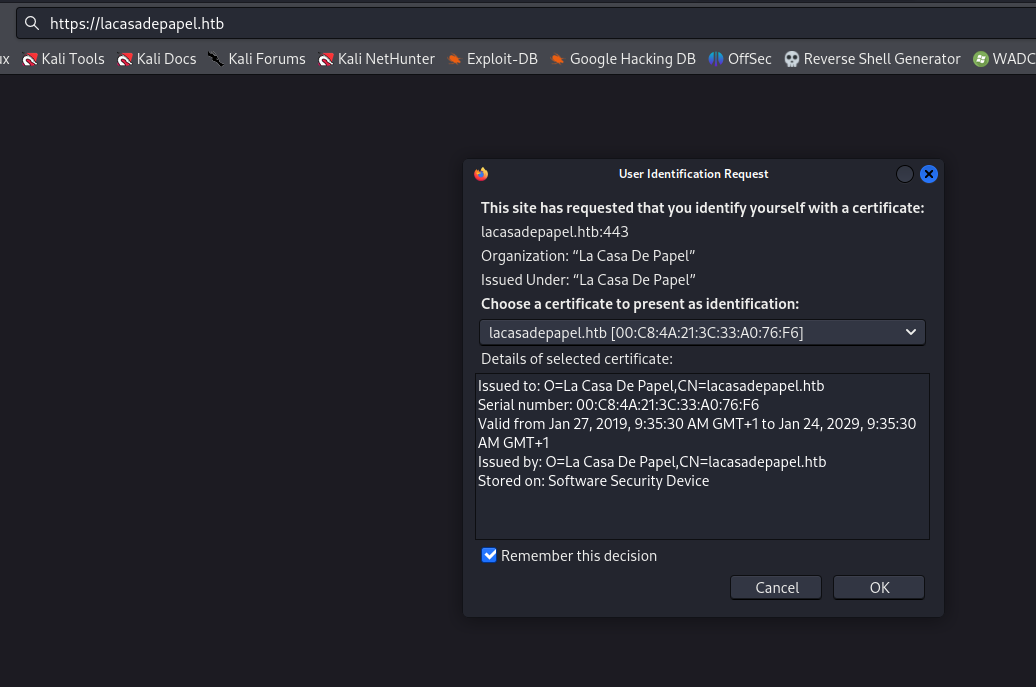 https://lacasadepapel.htb
Kali Tools Kali Docs Kali Forums Kali NetHunter Exploit-DB Google Hacking DB OffSec Reverse Shell Generator
User Identification Request
This site has requested that you identify yourself with a certificate:
lacasadepapel.htb:443
Organization: “La Casa De Papel”
Issued Under: “La Casa De Papel”
Choose a certificate to present as identification:
lacasadepapel.htb [00:C8:4A:21:3C:33:A0:76:F6]
Details of selected certificate:
Issued to: O=La Casa De Papel,CN=lacasadepapel.htb
Serial number: 00:C8:4A:21:3C:33:A0:76:F6
Valid from Jan 27, 2019, 9:35:30 AM GMT+1 to Jan 24, 2029, 9:35:30
AM GMT+1
Issued by: O=La Casa De Papel,CN=lacasadepapel.htb
Stored on: Software Security Device
Remember this decision
Cancel OK